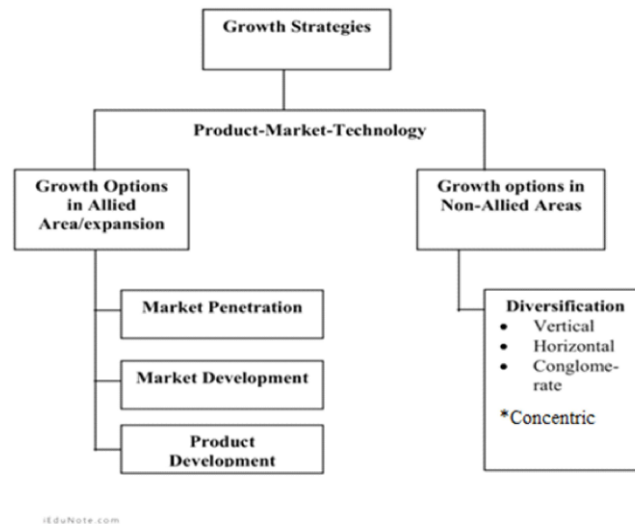 Growth Strategies
Product-Market-Technology
Growth Options
in Allied
Area/expansion
Growth options in
Non-Allied Areas
Market Penetration
Market Development
Product
Development
Diversification
• Vertical
• Horizontal
• Conglome-
rate
*Concentric
iEduNote.com